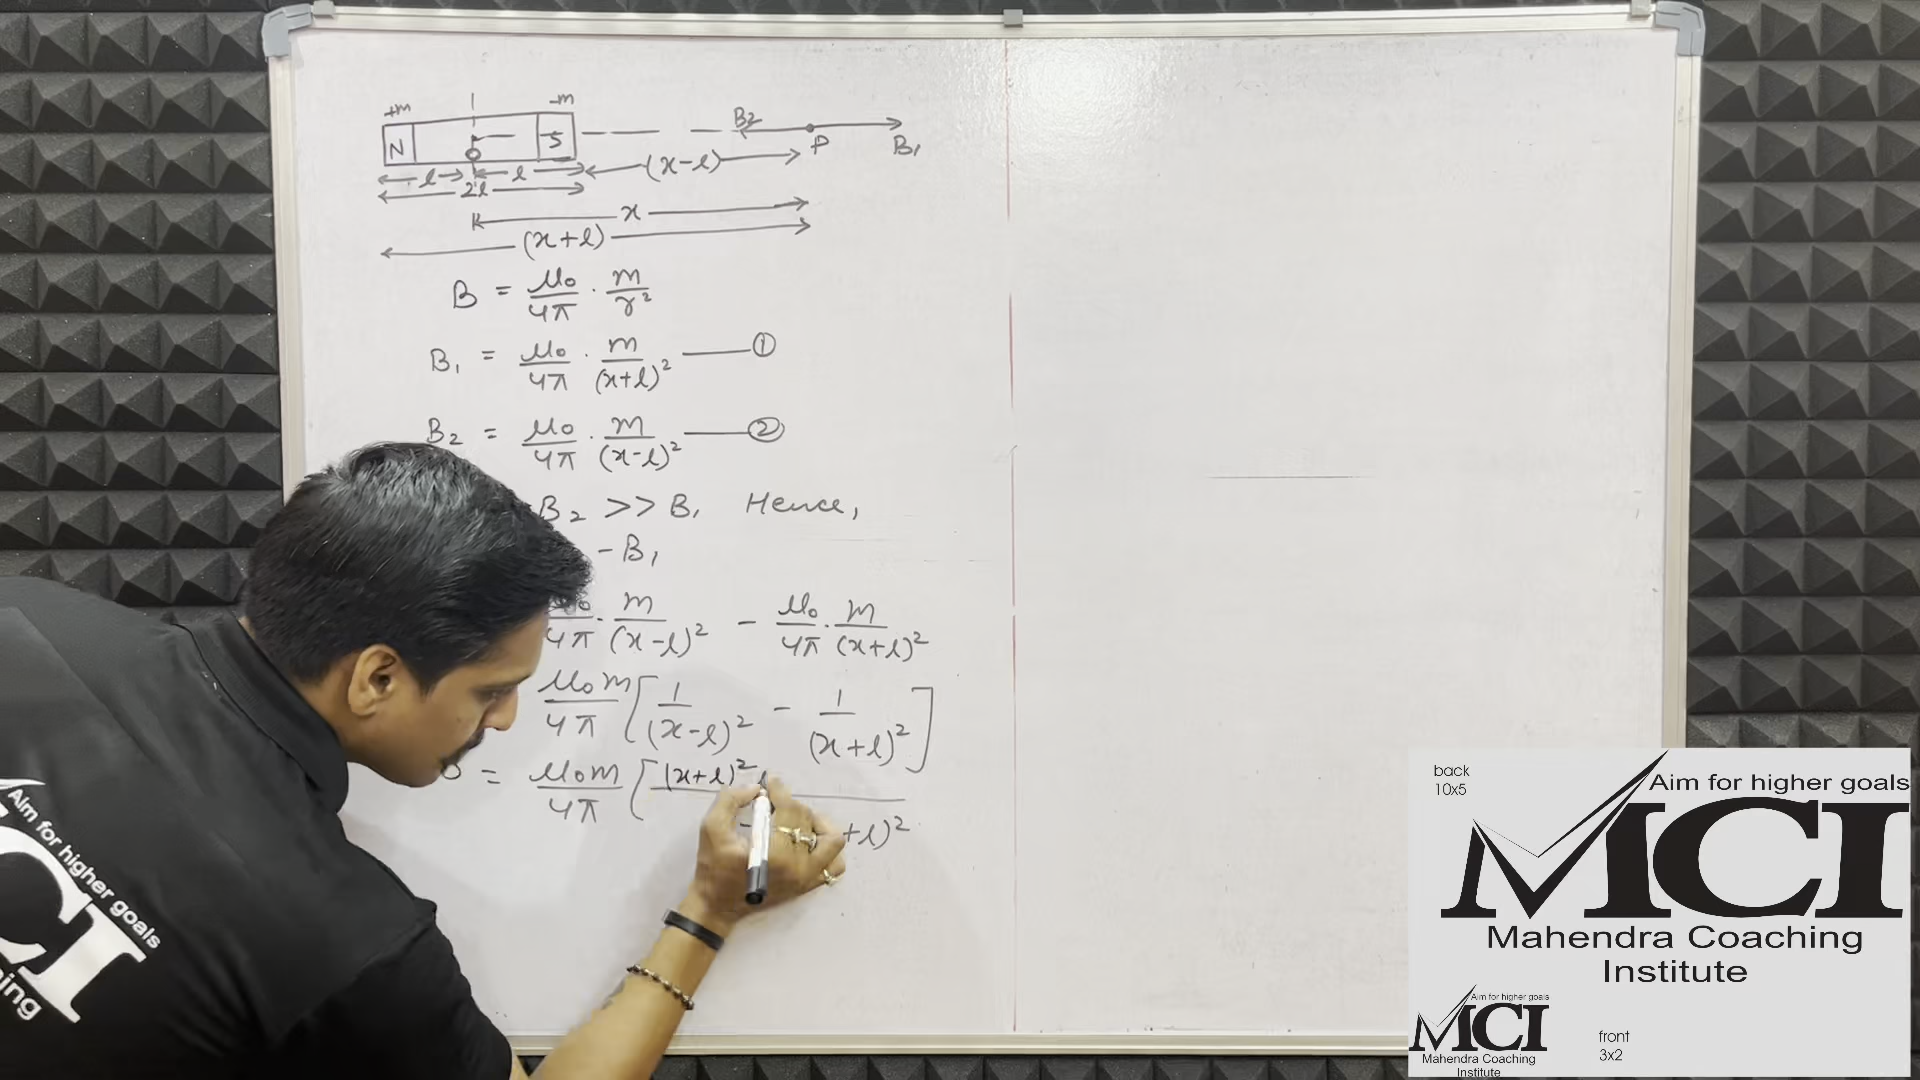 +m -m
N S B2 P B1
l l (x-l)
2l
x
(x+l)
B = μ0/4π · m/r²
B1 = μ0/4π · m/(x+l)² ——— ①
B2 = μ0/4π · m/(x-l)² ——— ②
B2 >> B1 Hence,
- B1
μ0/4π · m/(x-l)² - μ0/4π · m/(x+l)²
μ0m/4π [1/(x-l)² - 1/(x+l)²]
= μ0m/4π [(x+l)²
+l)²
Aim for higher goals
CI
ing
back
10x5
Aim for higher goals
MCI
Mahendra Coaching
Institute
Aim for higher goals
MCI
Mahendra Coaching
Institute
front
3x2